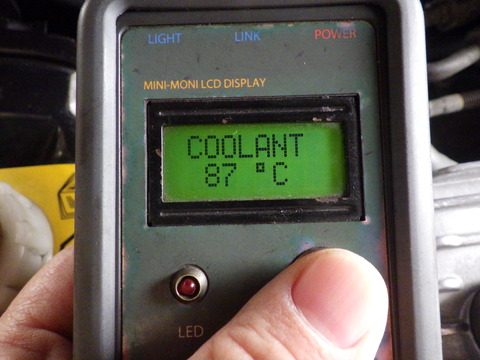 LIGHT LINK POWER
MINI-MONI LCD DISPLAY
COOLANT
87 °C
LED